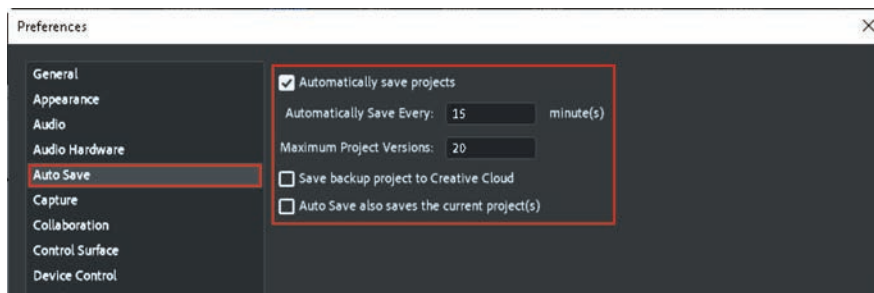 Preferences
General
Appearance
Audio
Audio Hardware
Auto Save
Capture
Collaboration
Control Surface
Device Control
Automatically save projects
Automatically Save Every: 15 minute(s)
Maximum Project Versions: 20
Save backup project to Creative Cloud
Auto Save also saves the current project(s)